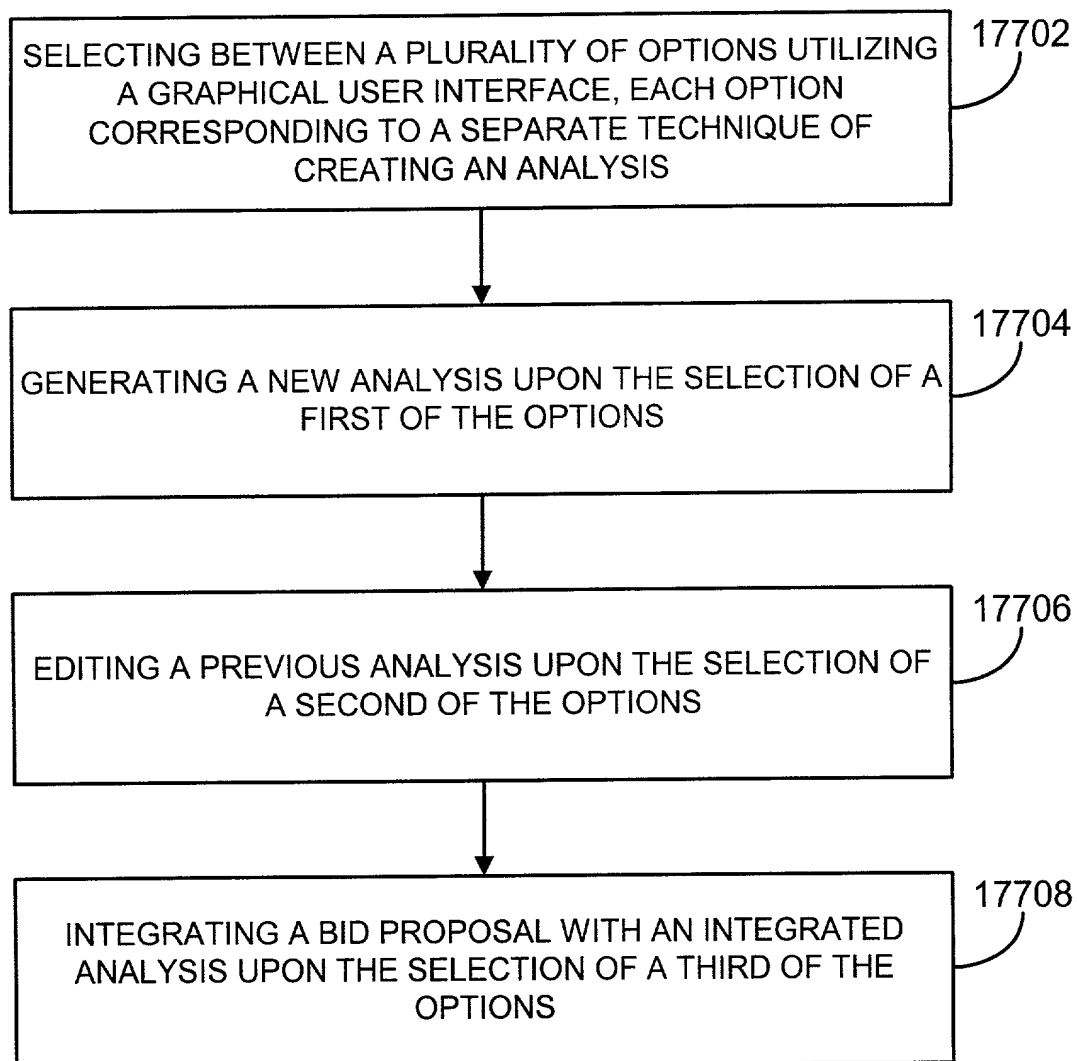 17702
SELECTING BETWEEN A PLURALITY OF OPTIONS UTILIZING
A GRAPHICAL USER INTERFACE, EACH OPTION
CORRESPONDING TO A SEPARATE TECHNIQUE OF
CREATING AN ANALYSIS
17704
GENERATING A NEW ANALYSIS UPON THE SELECTION OF A
FIRST OF THE OPTIONS
17706
EDITING A PREVIOUS ANALYSIS UPON THE SELECTION OF
A SECOND OF THE OPTIONS
17708
INTEGRATING A BID PROPOSAL WITH AN INTEGRATED
ANALYSIS UPON THE SELECTION OF A THIRD OF THE
OPTIONS